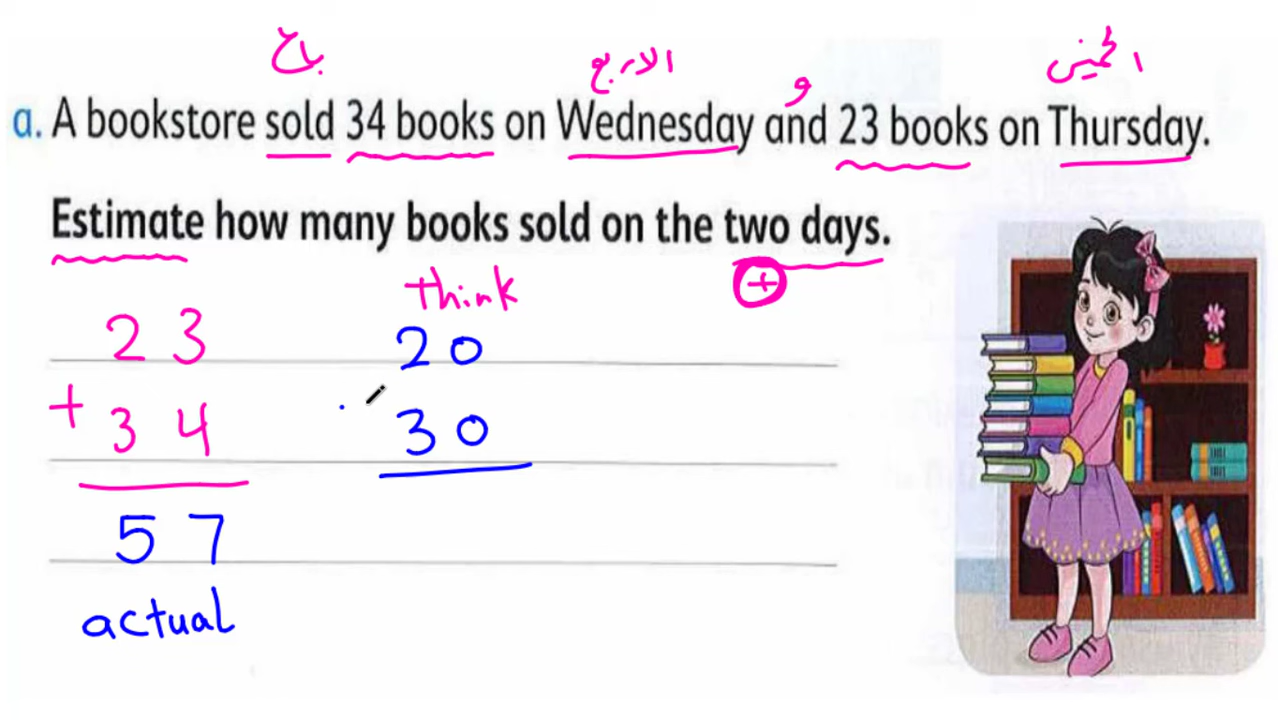 باع الاربع و الخميس
a. A bookstore sold 34 books on Wednesday and 23 books on Thursday.
Estimate how many books sold on the two days.
think +
23 20
+ 34 30
57
actual